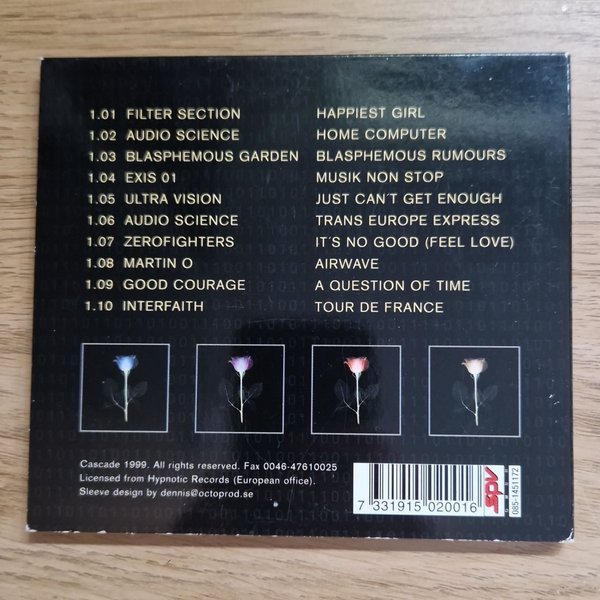 1.01 FILTER SECTION HAPPIEST GIRL
1.02 AUDIO SCIENCE HOME COMPUTER
1.03 BLASPHEMOUS GARDEN BLASPHEMOUS RUMOURS
1.04 EXIS 01 MUSIK NON STOP
1.05 ULTRA VISION JUST CAN´T GET ENOUGH
1.06 AUDIO SCIENCE TRANS EUROPE EXPRESS
1.07 ZEROFIGHTERS IT´S NO GOOD (FEEL LOVE)
1.08 MARTIN O AIRWAVE
1.09 GOOD COURAGE A QUESTION OF TIME
1.10 INTERFAITH TOUR DE FRANCE
Cascade 1999. All rights reserved. Fax 0046-47610025
Licensed from Hypnotic Records (European office).
Sleeve design by dennis@octoprod.se
7 331915 020016
spv
085-1451172